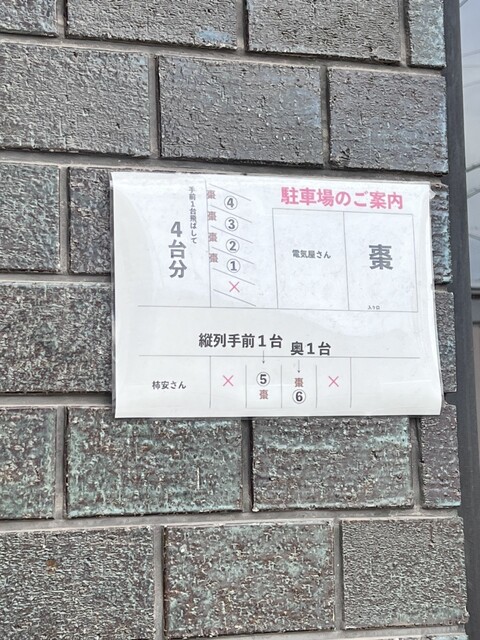 駐車場のご案内
手前1台飛ばして
4台分
棗 ④
棗 ③
棗 ②
棗 ①
×
電気屋さん
棗
入り口
縦列手前1台 奥1台
柿安さん
×
⑤
棗
棗
⑥
×